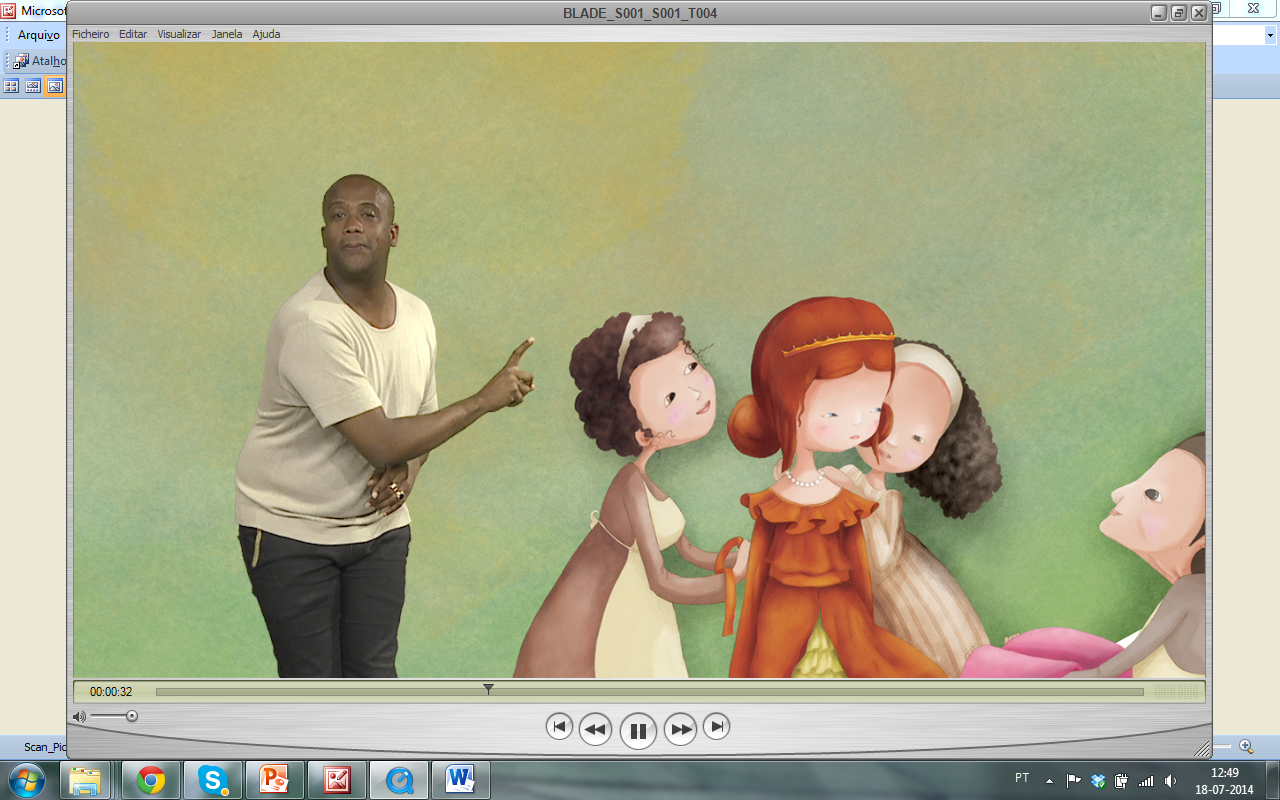 Microsof
BLADE_S001_S001_T004
Arquivo
Ficheiro Editar Visualizar Janela Ajuda
Atalho
00:00:32
Scan_Pic
PT
12:49
18-07-2014